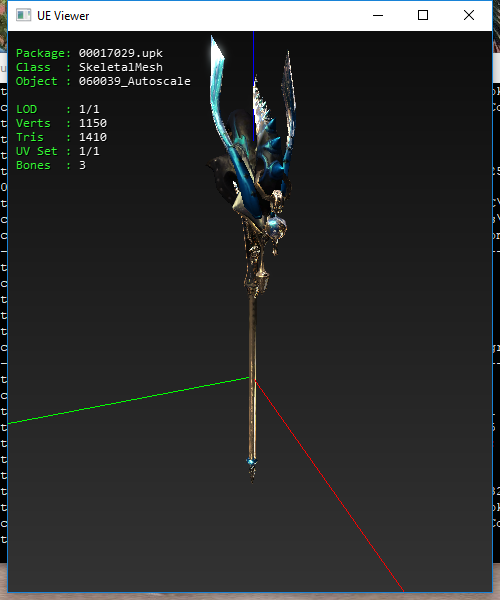 UE Viewer
Package: 00017029.upk
Class : SkeletalMesh
Object : 060039_Autoscale
LOD : 1/1
Verts : 1150
Tris : 1410
UV Set : 1/1
Bones : 3